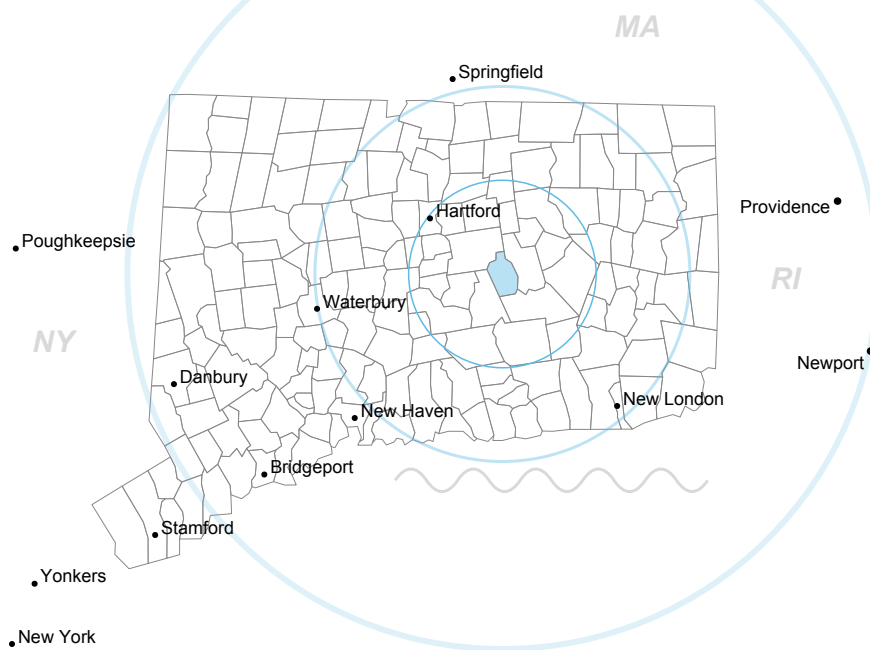 MA
Springfield
Providence
Hartford
Poughkeepsie
RI
Waterbury
NY
Newport
Danbury
New London
New Haven
Bridgeport
Stamford
Yonkers
New York